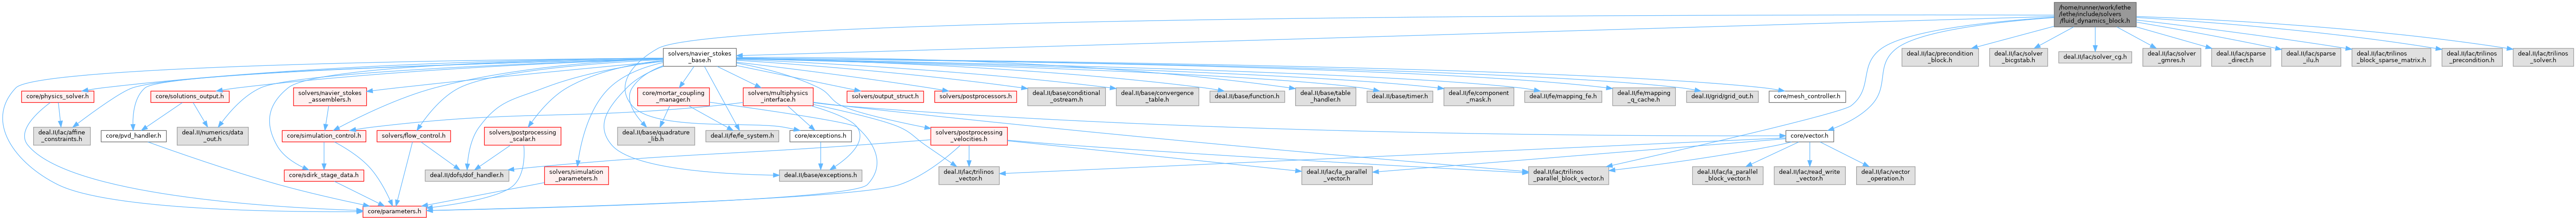 /home/runner/work/lethe
/lethe/include/solvers
/fluid_dynamics_block.h
solvers/navier_stokes
_base.h
deal.II/lac/precondition
_block.h
deal.II/lac/solver
_bicgstab.h
deal.II/lac/solver_cg.h
deal.II/lac/solver
_gmres.h
deal.II/lac/sparse
_direct.h
deal.II/lac/sparse
_ilu.h
deal.II/lac/trilinos
_block_sparse_matrix.h
deal.II/lac/trilinos
_precondition.h
deal.II/lac/trilinos
_solver.h
core/physics_solver.h
core/solutions_output.h
solvers/navier_stokes
_assemblers.h
core/mortar_coupling
_manager.h
solvers/multiphysics
_interface.h
solvers/output_struct.h
solvers/postprocessors.h
deal.II/base/conditional
_ostream.h
deal.II/base/convergence
_table.h
deal.II/base/function.h
deal.II/base/table
_handler.h
deal.II/base/timer.h
deal.II/fe/component
_mask.h
deal.II/fe/mapping_fe.h
deal.II/fe/mapping
_q_cache.h
deal.II/grid/grid_out.h
core/mesh_controller.h
deal.II/lac/affine
_constraints.h
core/pvd_handler.h
deal.II/numerics/data
_out.h
core/simulation_control.h
solvers/flow_control.h
solvers/postprocessing
_scalar.h
deal.II/base/quadrature
_lib.h
deal.II/fe/fe_system.h
core/exceptions.h
solvers/postprocessing
_velocities.h
core/vector.h
core/sdirk_stage_data.h
deal.II/dofs/dof_handler.h
solvers/simulation
_parameters.h
deal.II/base/exceptions.h
deal.II/lac/trilinos
_vector.h
deal.II/lac/la_parallel
_vector.h
deal.II/lac/trilinos
_parallel_block_vector.h
deal.II/lac/la_parallel
_block_vector.h
deal.II/lac/read_write
_vector.h
deal.II/lac/vector
_operation.h
core/parameters.h